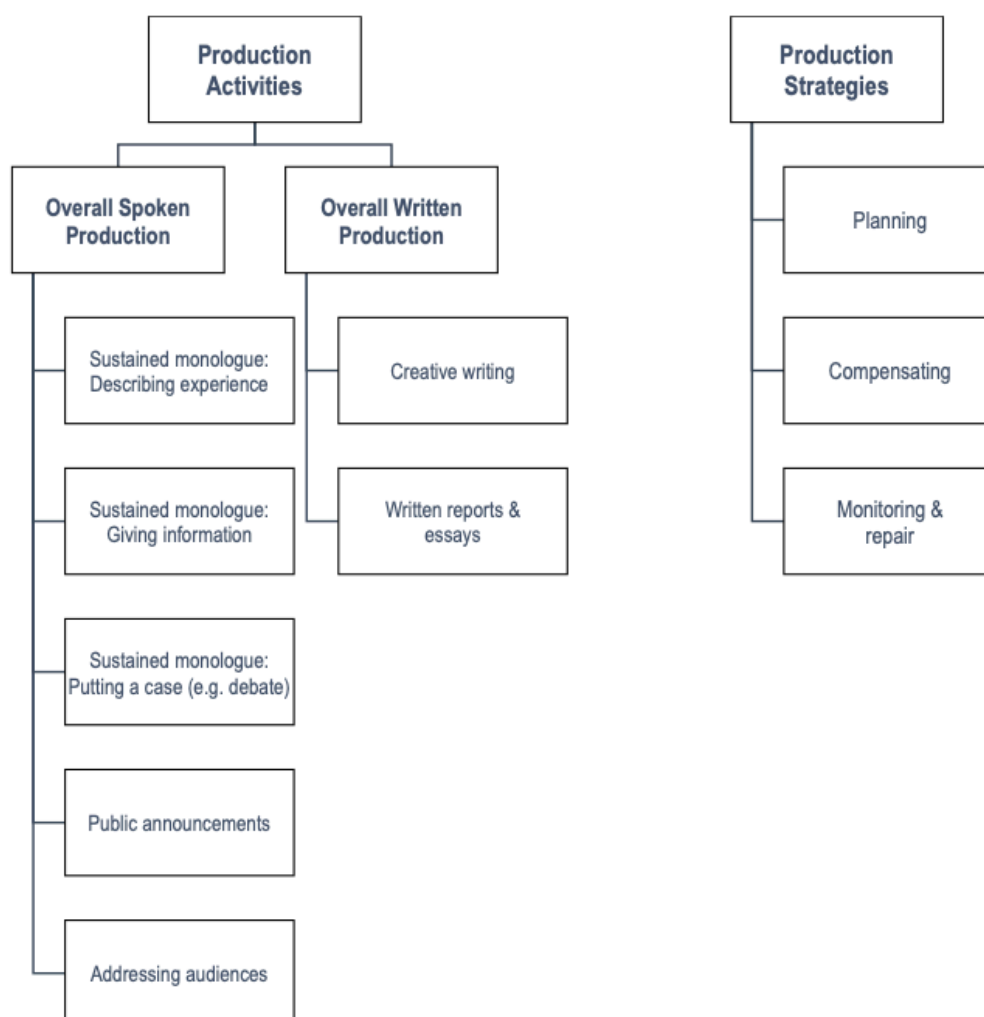 Production
Activities
Production
Strategies
Overall Spoken
Production
Overall Written
Production
Planning
Sustained monologue:
Describing experience
Creative writing
Compensating
Sustained monologue:
Giving information
Written reports &
essays
Monitoring &
repair
Sustained monologue:
Putting a case (e.g. debate)
Public announcements
Addressing audiences